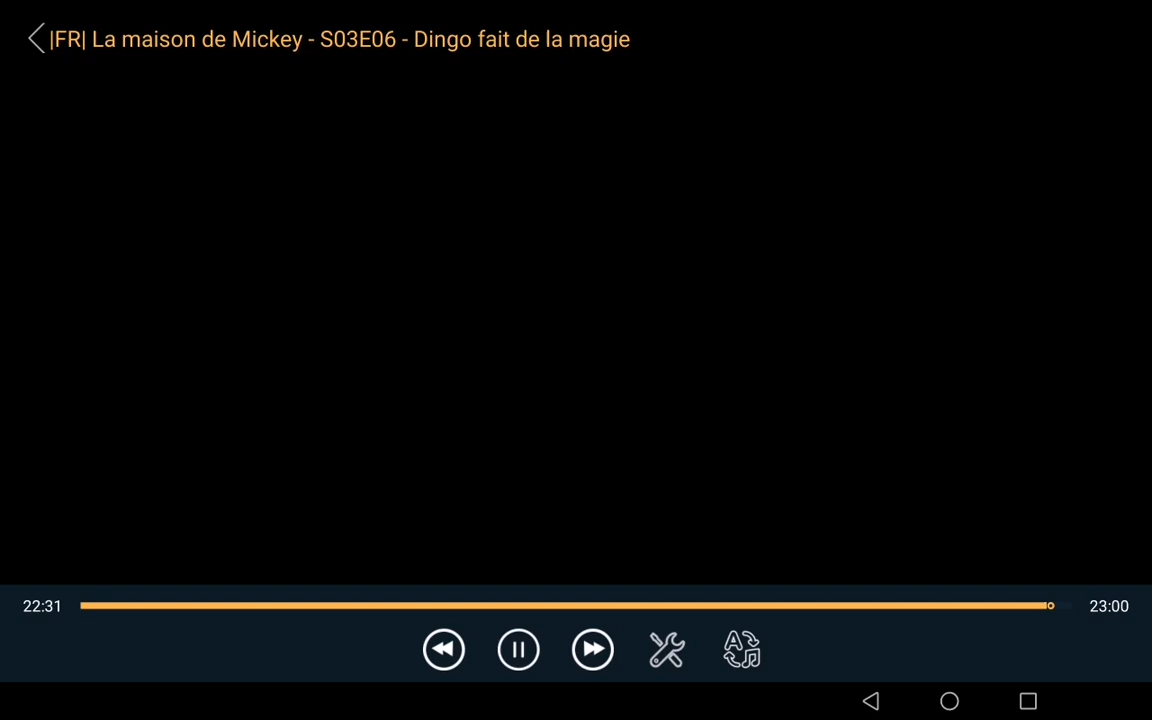 |FR| La maison de Mickey - S03E06 - Dingo fait de la magie
22:31
23:00
A